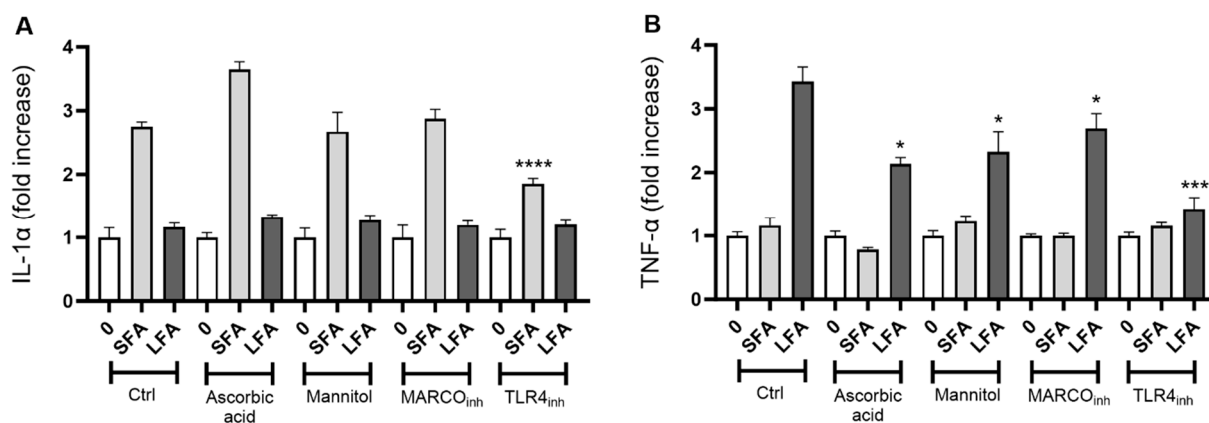 A
IL-1α (fold increase)
4
3
2
1
0
****
0 SFA LFA 0 SFA LFA 0 SFA LFA 0 SFA LFA 0 SFA LFA
Ctrl
Ascorbic
acid
Mannitol
MARCOinh
TLR4inh
B
TNF-α (fold increase)
4
3
2
1
0
*
*
*
***
0 SFA LFA 0 SFA LFA 0 SFA LFA 0 SFA LFA 0 SFA LFA
Ctrl
Ascorbic
acid
Mannitol
MARCOinh
TLR4inh